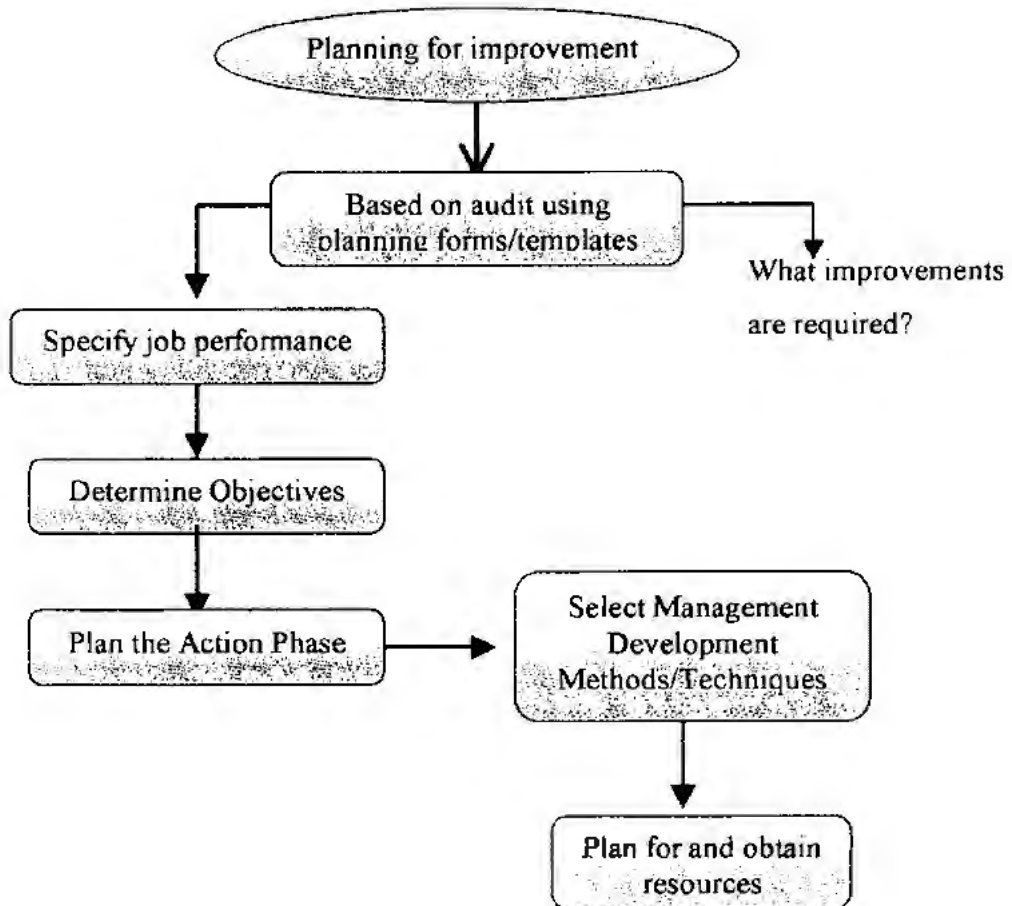 Planning for improvement
Based on audit using
planning forms/templates
What improvements
are required?
Specify job performance
Determine Objectives
Plan the Action Phase
Select Management
Development
Methods/Techniques
Plan for and obtain
resources